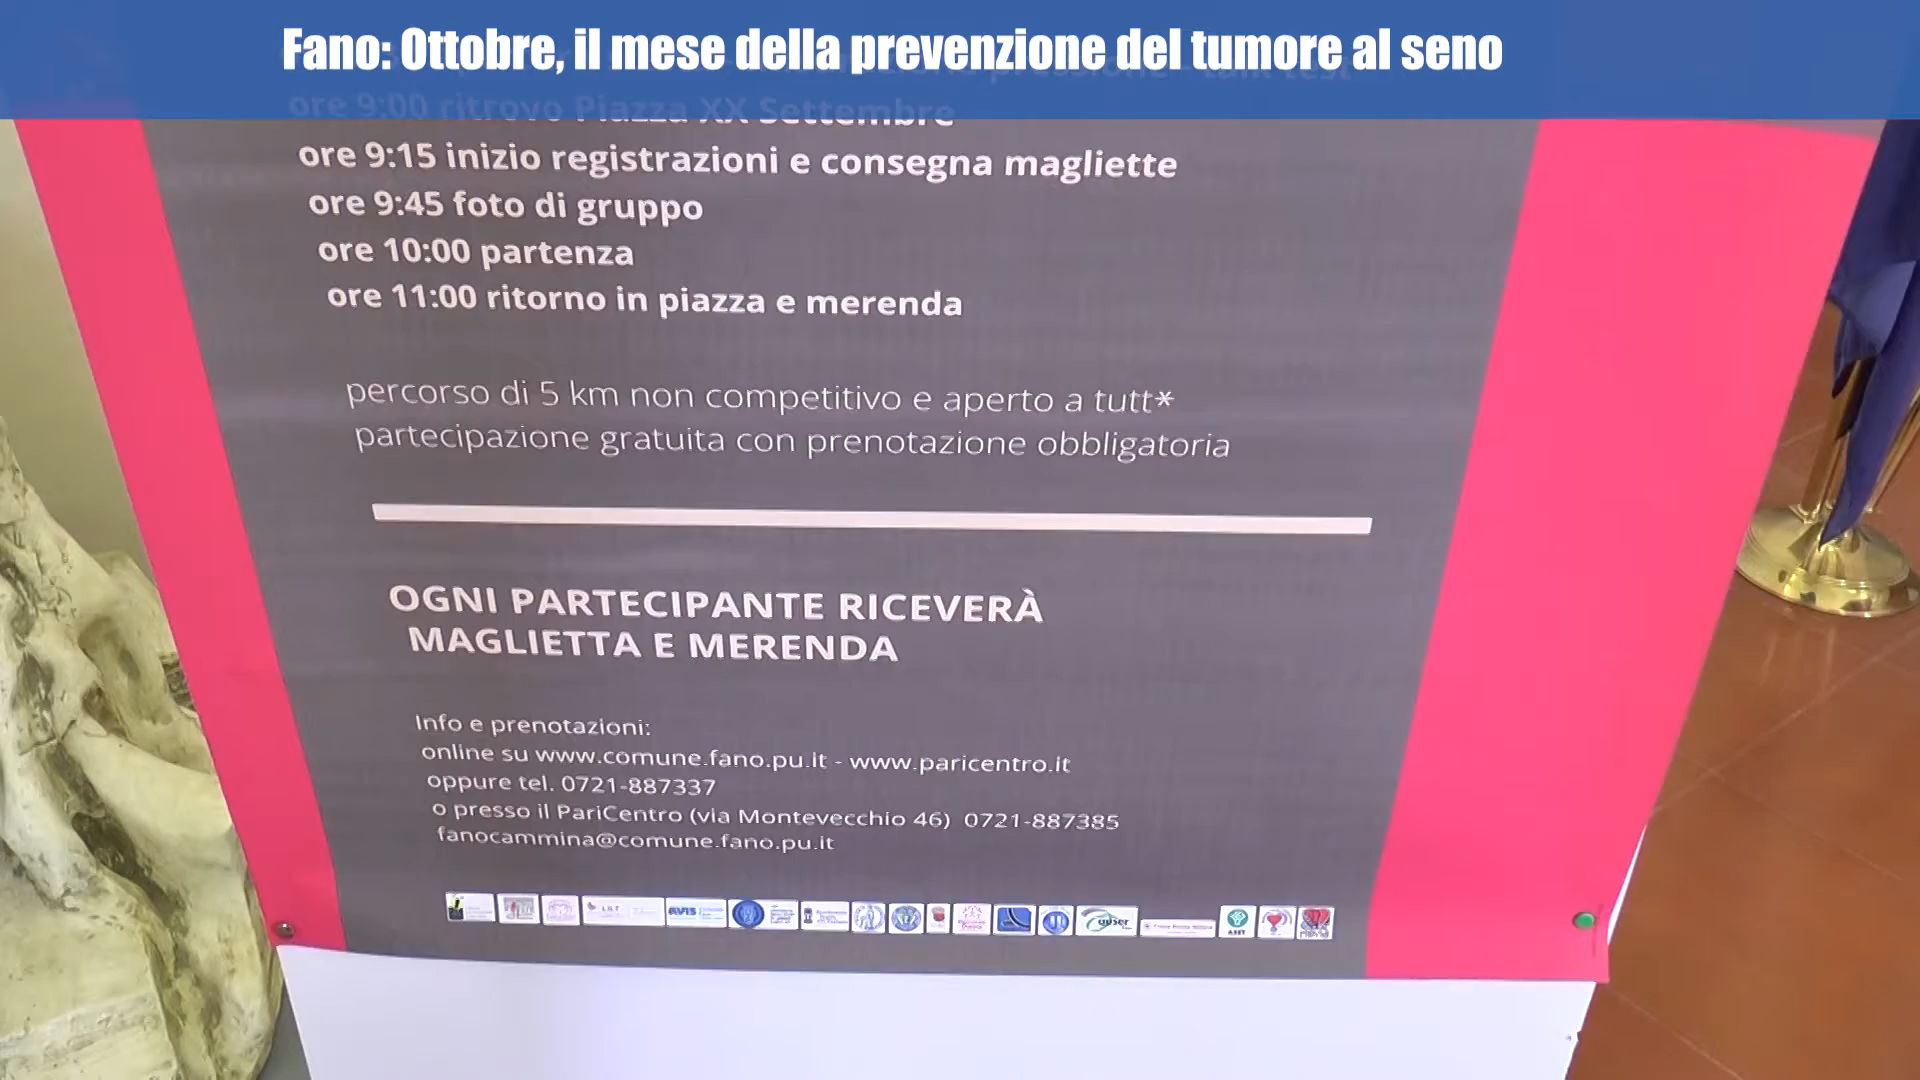 Fano: Ottobre, il mese della prevenzione del tumore al seno
ore 9:00 ritrovo Piazza XX Settembre
ore 9:15 inizio registrazioni e consegna magliette
ore 9:45 foto di gruppo
ore 10:00 partenza
ore 11:00 ritorno in piazza e merenda
percorso di 5 km non competitivo e aperto a tutt*
partecipazione gratuita con prenotazione obbligatoria
OGNI PARTECIPANTE RICEVERÀ
MAGLIETTA E MERENDA
Info e prenotazioni:
online su www.comune.fano.pu.it - www.paricentro.it
oppure tel. 0721-887337
o presso il PariCentro (via Montevecchio 46) 0721-887385
fanocammina@comune.fano.pu.it
AVIS auser ASET